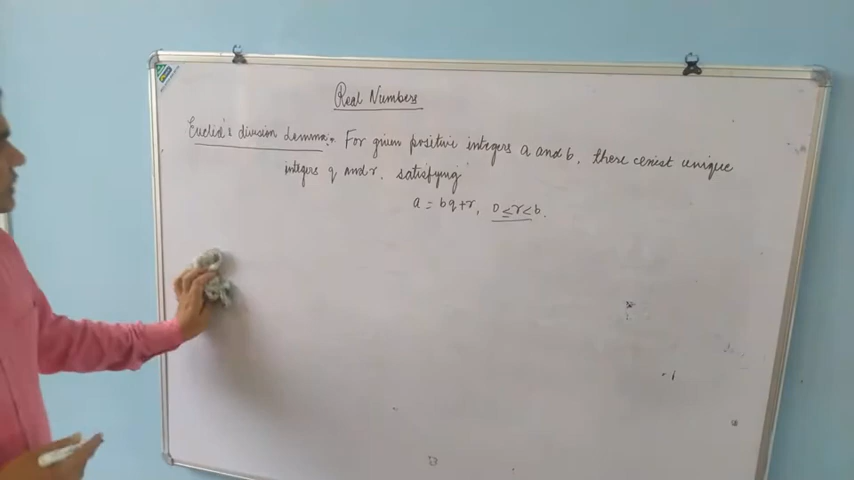 Real Numbers
Euclid's division Lemma:- For given positive integers a and b, there exist unique
integers q and r. satisfying
a = bq+r, 0≤r<b.